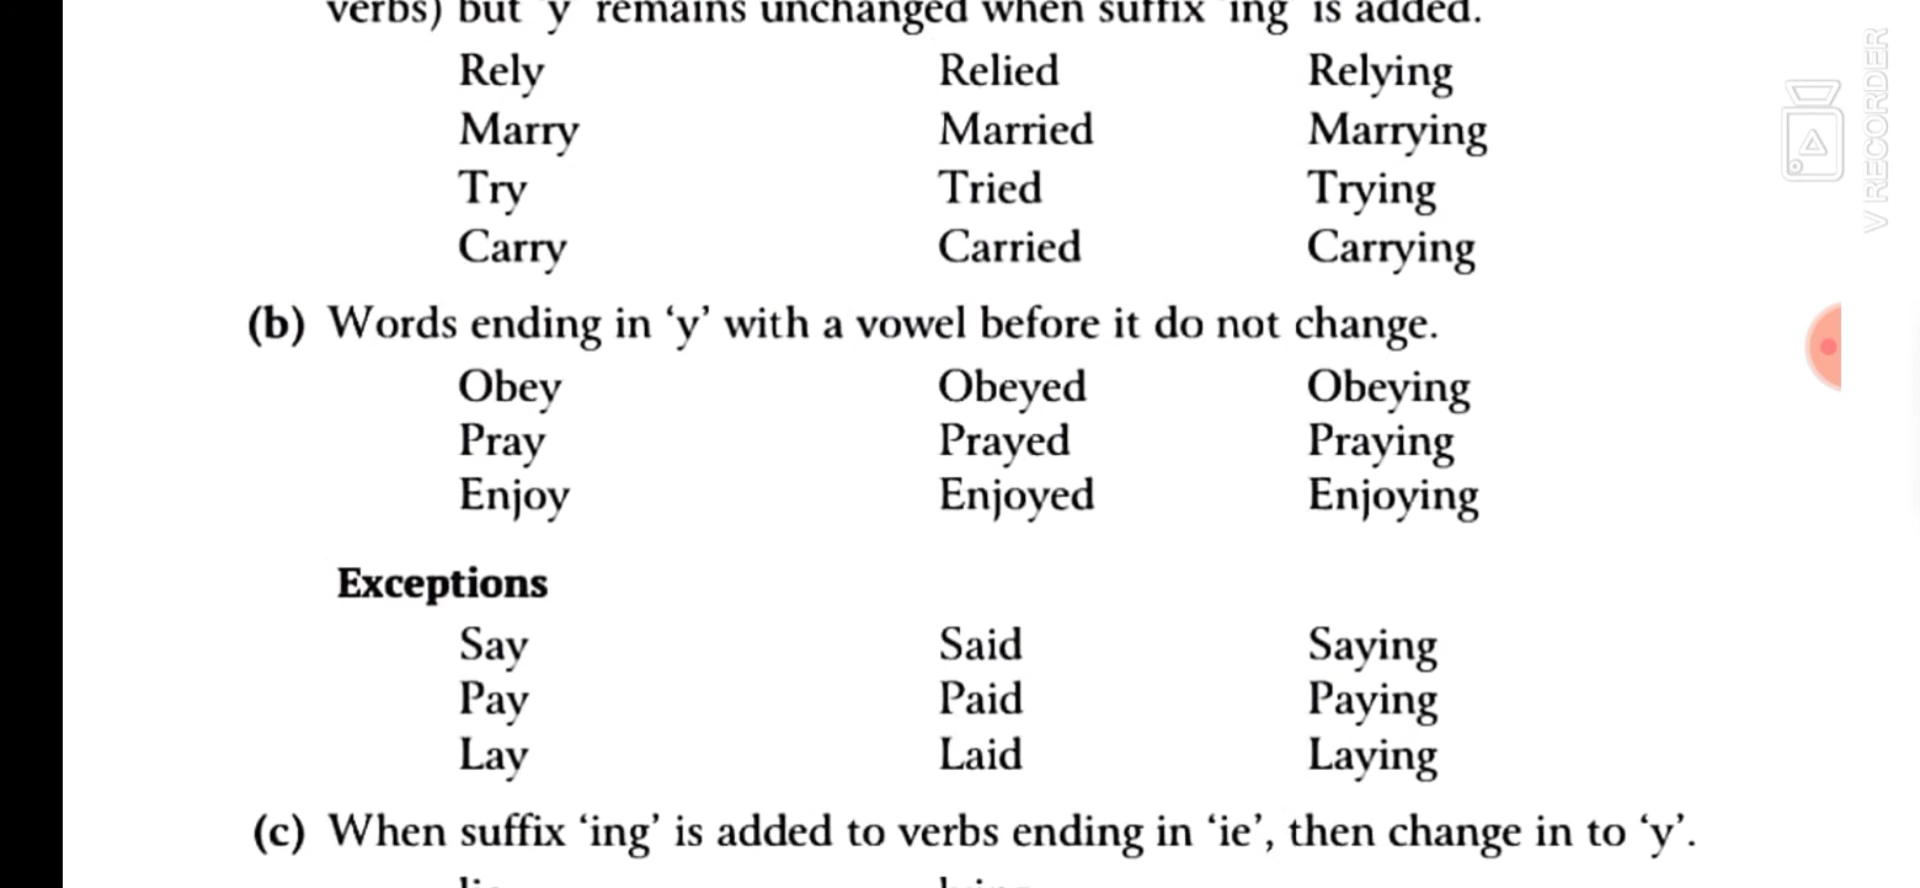 verbs) but 'y' remains unchanged when suffix 'ing' is added.
Rely Relied Relying
Marry Married Marrying
Try Tried Trying
Carry Carried Carrying
(b) Words ending in ‘y’ with a vowel before it do not change.
Obey Obeyed Obeying
Pray Prayed Praying
Enjoy Enjoyed Enjoying
Exceptions
Say Said Saying
Pay Paid Paying
Lay Laid Laying
(c) When suffix ‘ing’ is added to verbs ending in ‘ie’, then change in to ‘y’.
V RECORDER